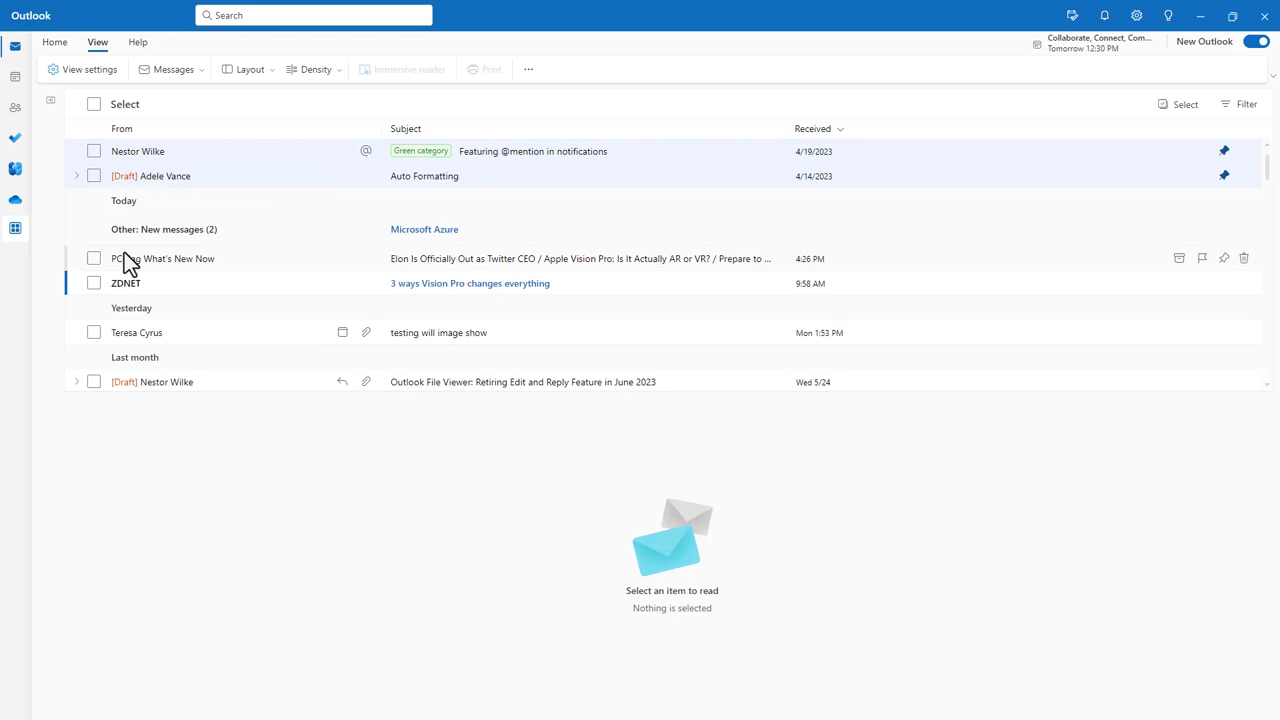 Outlook
Search
Home View Help
Collaborate, Connect, Com...
Tomorrow 12:30 PM
New Outlook
View settings Messages Layout Density Immersive reader Print ...
Select
Select Filter
From Subject Received
Nestor Wilke @ Green category Featuring @mention in notifications 4/19/2023
[Draft] Adele Vance Auto Formatting 4/14/2023
Today
Other: New messages (2) Microsoft Azure
What's New Now Elon Is Officially Out as Twitter CEO / Apple Vision Pro: Is It Actually AR or VR? / Prepare to ... 4:26 PM
ZDNET 3 ways Vision Pro changes everything 9:58 AM
Yesterday
Teresa Cyrus testing will image show Mon 1:53 PM
Last month
[Draft] Nestor Wilke Outlook File Viewer: Retiring Edit and Reply Feature in June 2023 Wed 5/24
Select an item to read
Nothing is selected